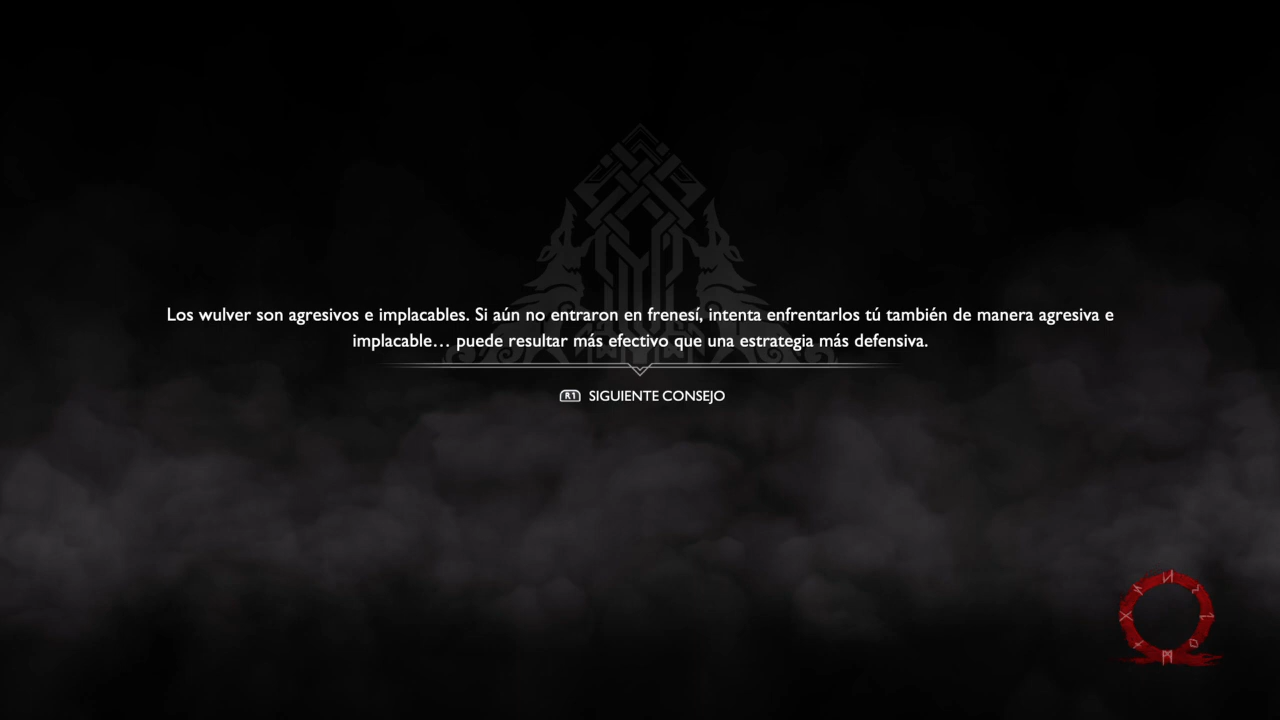 Los wulver son agresivos e implacables. Si aún no entraron en frenesí, intenta enfrentarlos tú también de manera agresiva e
implacable… puede resultar más efectivo que una estrategia más defensiva.
R1 SIGUIENTE CONSEJO